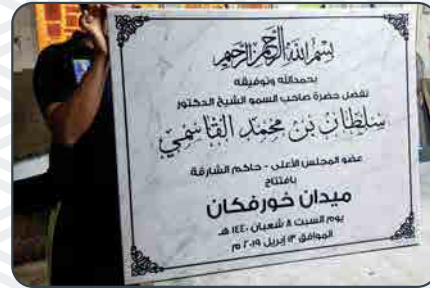 بسم الله الرحمن الرحيم
بحمدالله وتوفيقه
تفضل حضرة صاحب السمو الشيخ الدكتور
سلطان بن محمد القاسمي
عضو المجلس الأعلى - حاكم الشارقة
بافتتاح
ميدان خورفكان
يوم السبت ٨ شعبان ١٤٤٠ هـ
الموافق ١٣ إبريل ٢٠١٩ م